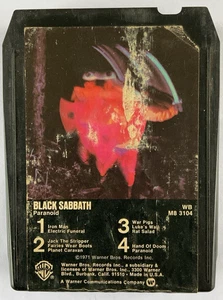 BLACK SABBATH
Paranoid
WB
M8 3104
1 Iron Man
Electric Funeral
2 Jack The Stripper
Fairies Wear Boots
Planet Caravan
3 War Pigs
Luke's Wall
Rat Salad
4 Hand Of Doom
Paranoid
©1971 Warner Bros. Records Inc.
Warner Bros. Records Inc., a subsidiary &
licensee of Warner Bros. Inc., 3300 Warner
Blvd., Burbank, Calif. 91510 • Made in U.S.A.
A Warner Communications Company